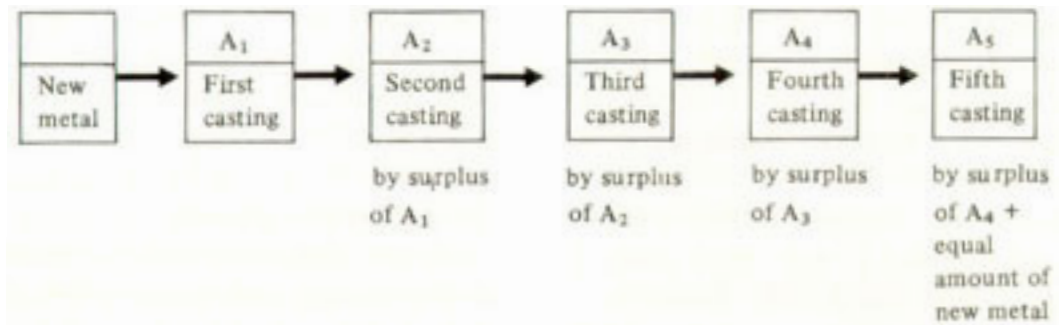 New
metal
A₁
First
casting
A₂
Second
casting
by surplus
of A₁
A₃
Third
casting
by surplus
of A₂
A₄
Fourth
casting
by surplus
of A₃
A₅
Fifth
casting
by surplus
of A₄ +
equal
amount of
new metal